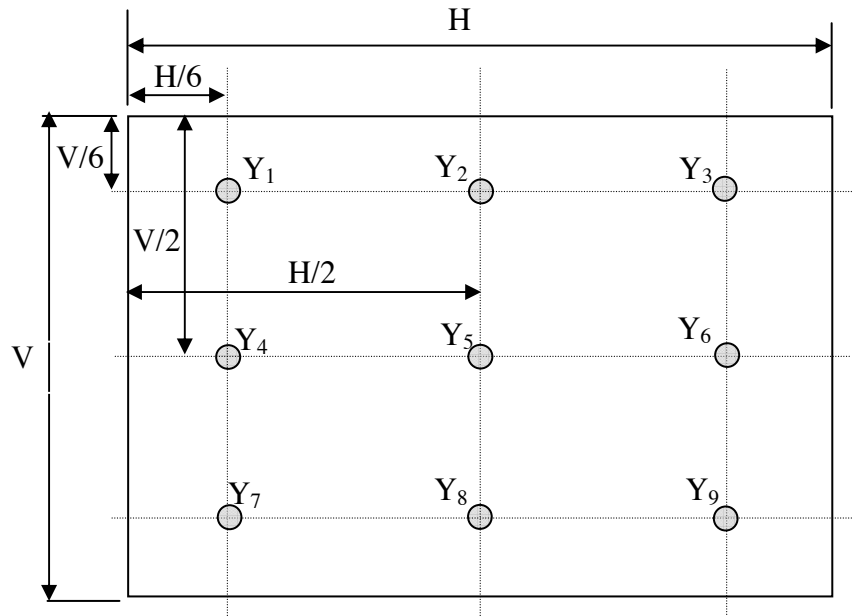 H
H/6
V/6
Y₁ Y₂ Y₃
V/2
H/2
V
Y₄ Y₅ Y₆
Y₇ Y₈ Y₉